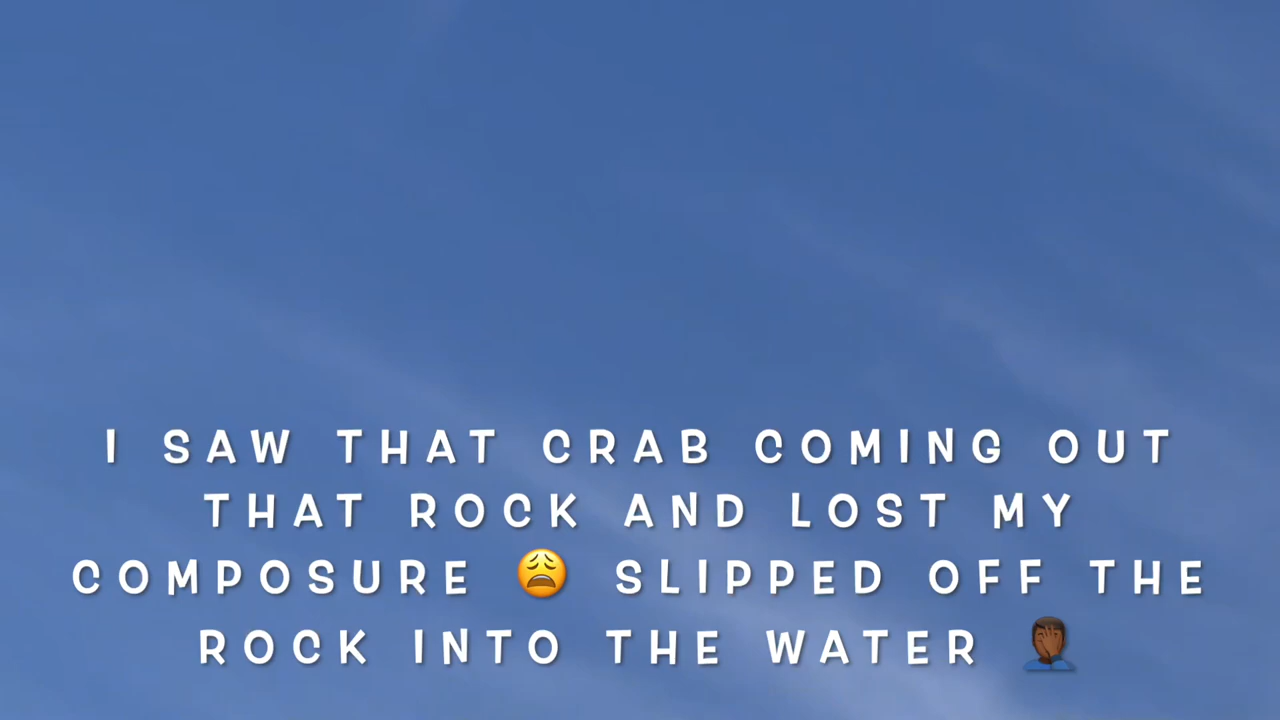 I SAW THAT CRAB COMING OUT
THAT ROCK AND LOST MY
COMPOSURE 😩 SLIPPED OFF THE
ROCK INTO THE WATER 🤦🏾‍♂️